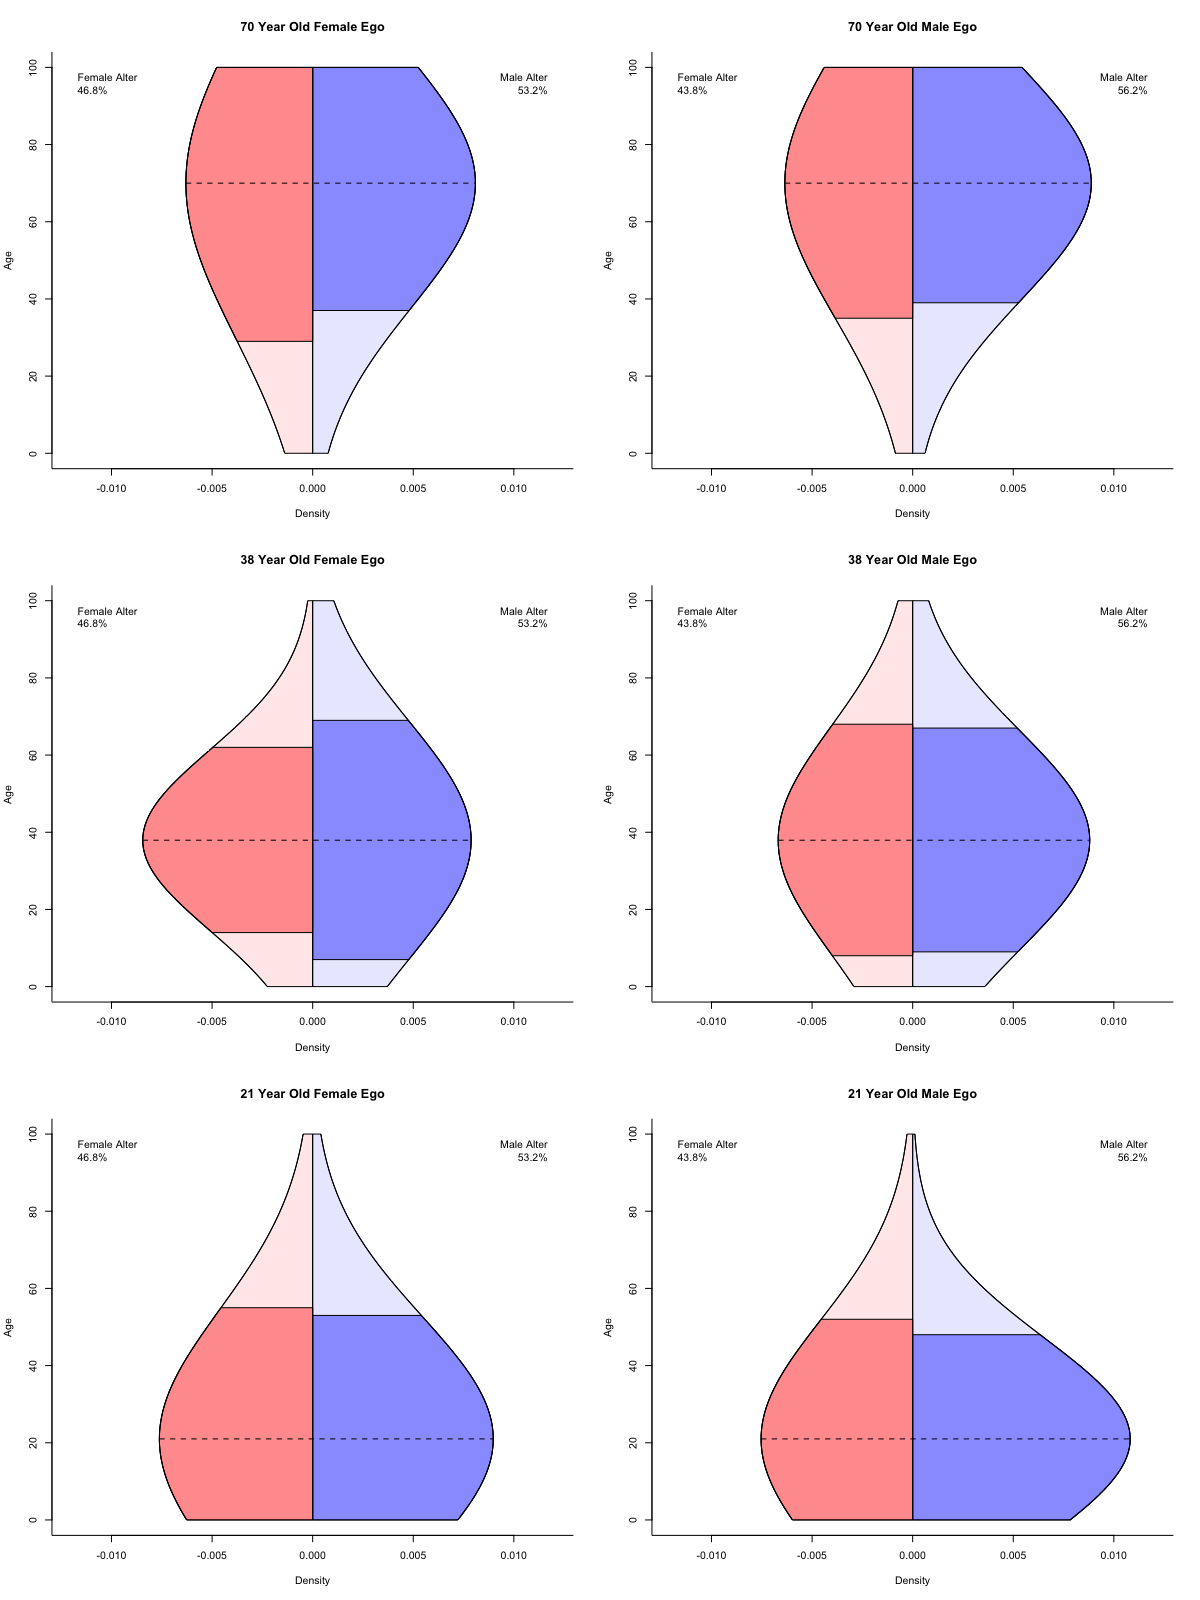 70 Year Old Female Ego
Female Alter
46.8%
Male Alter
53.2%
100
80
60
40
20
0
Age
-0.010 -0.005 0.000 0.005 0.010
Density
70 Year Old Male Ego
Female Alter
43.8%
Male Alter
56.2%
100
80
60
40
20
0
Age
-0.010 -0.005 0.000 0.005 0.010
Density
38 Year Old Female Ego
Female Alter
46.8%
Male Alter
53.2%
100
80
60
40
20
0
Age
-0.010 -0.005 0.000 0.005 0.010
Density
38 Year Old Male Ego
Female Alter
43.8%
Male Alter
56.2%
100
80
60
40
20
0
Age
-0.010 -0.005 0.000 0.005 0.010
Density
21 Year Old Female Ego
Female Alter
46.8%
Male Alter
53.2%
100
80
60
40
20
0
Age
-0.010 -0.005 0.000 0.005 0.010
Density
21 Year Old Male Ego
Female Alter
43.8%
Male Alter
56.2%
100
80
60
40
20
0
Age
-0.010 -0.005 0.000 0.005 0.010
Density